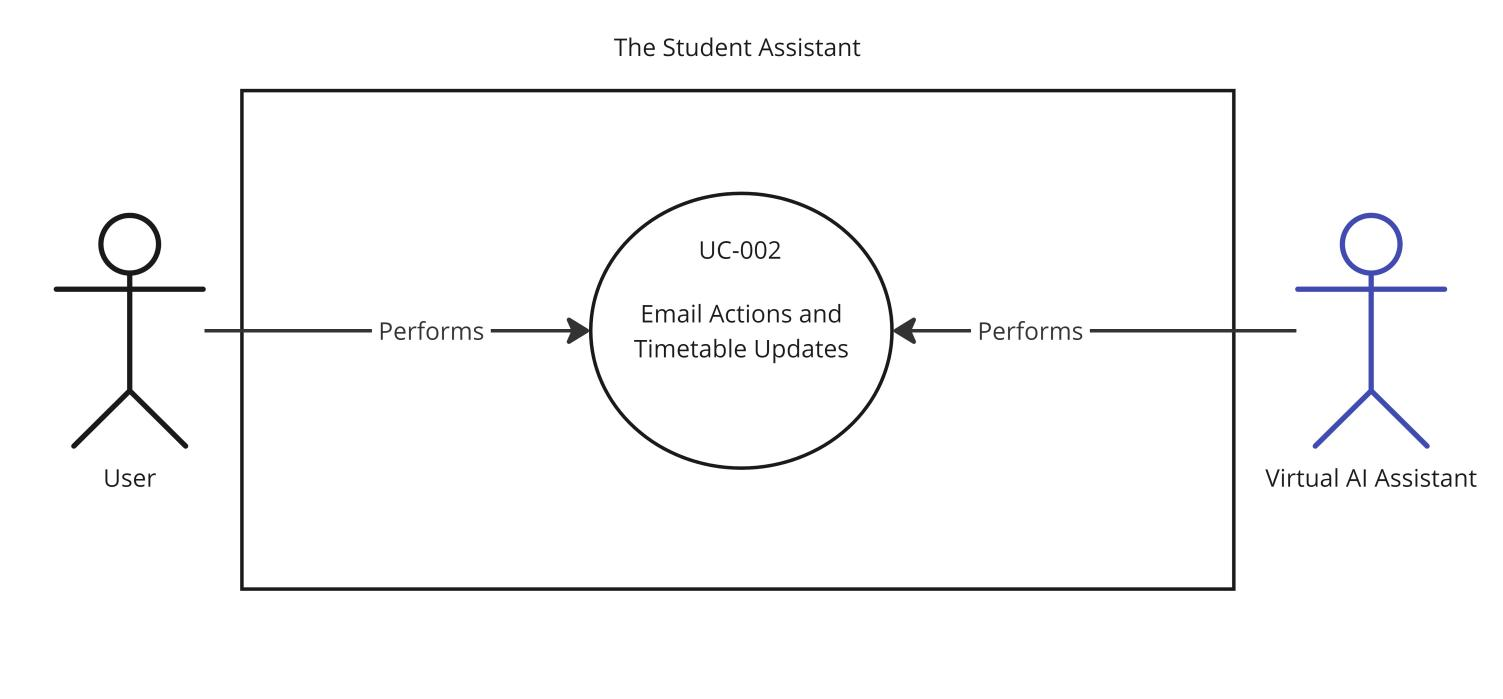 The Student Assistant
UC-002
Email Actions and
Timetable Updates
Performs
Performs
User
Virtual AI Assistant